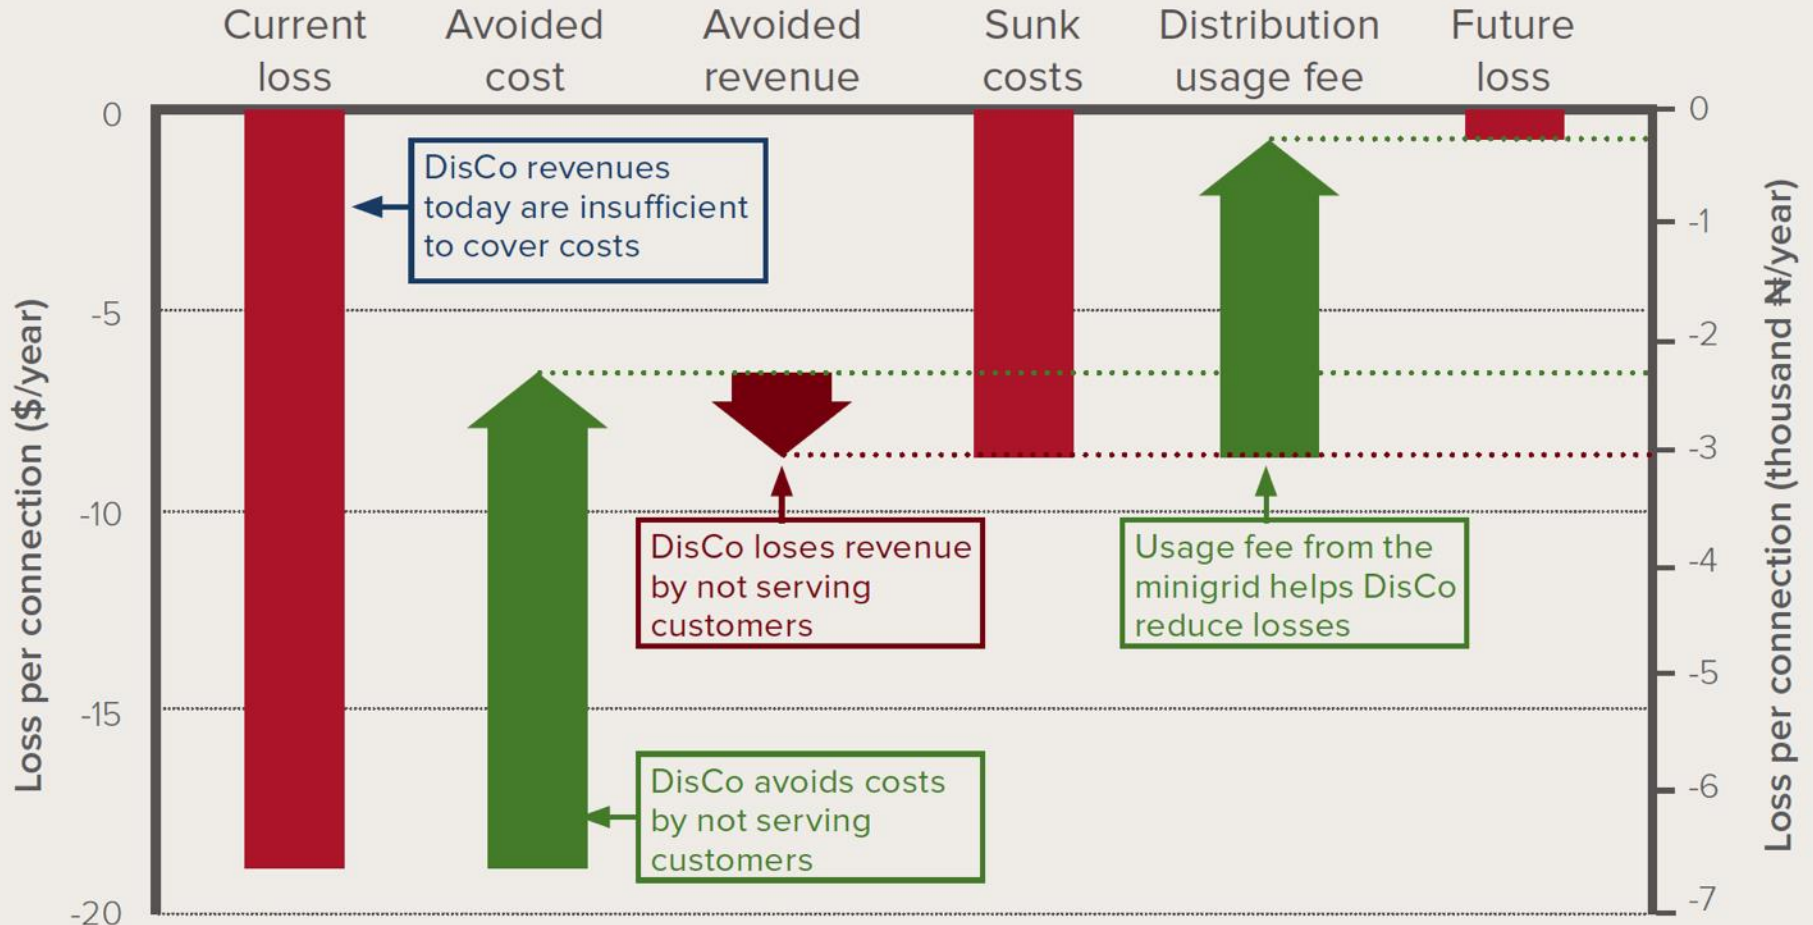 Current
loss
Avoided
cost
Avoided
revenue
Sunk
costs
Distribution
usage fee
Future
loss
Loss per connection ($/year)
0
-5
-10
-15
-20
DisCo revenues
today are insufficient
to cover costs
DisCo loses revenue
by not serving
customers
Usage fee from the
minigrid helps DisCo
reduce losses
DisCo avoids costs
by not serving
customers
0
-1
-2
-3
-4
-5
-6
-7
Loss per connection (thousand ₦/year)